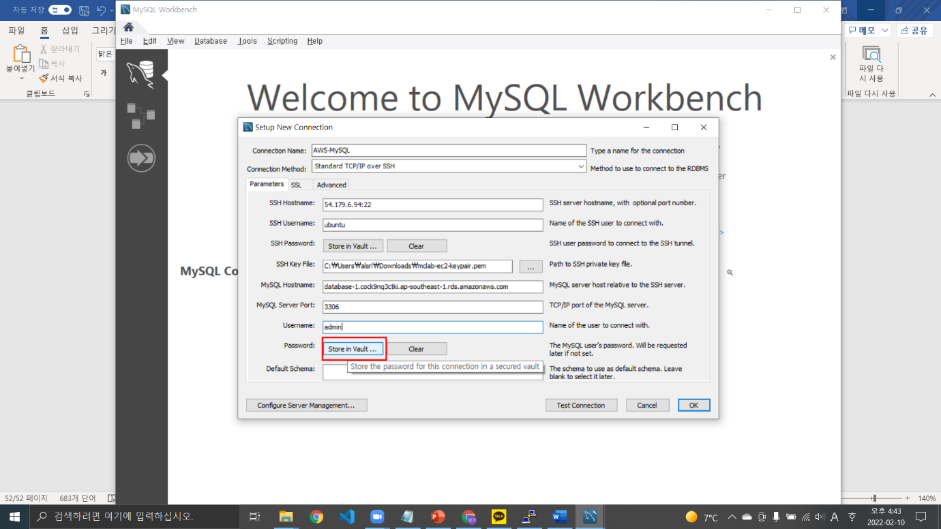 자동 저장
MySQL Workbench
파일 홈 삽입 그리기
메모 공유
File Edit View Database Tools Scripting Help
붙여넣기
잘라내기
복사
서식 복사
클립보드
맑은
가
파일 다
시 사용
파일 다시 사용
Welcome to MySQL Workbench
Setup New Connection
Connection Name: AWS-MySQL Type a name for the connection
Connection Method: Standard TCP/IP over SSH Method to use to connect to the RDBMS
Parameters SSL Advanced
SSH Hostname: 54.179.6.94:22 SSH server hostname, with optional port number.
SSH Username: ubuntu Name of the SSH user to connect with.
SSH Password: Store in Vault ... Clear SSH user password to connect to the SSH tunnel.
SSH Key File: C:₩Users₩alsrl₩Downloads₩mclab-ec2-keypair.pem ... Path to SSH private key file.
MySQL Co
MySQL Hostname: database-1.cock9nq3ctki.ap-southeast-1.rds.amazonaws.com MySQL server host relative to the SSH server.
MySQL Server Port: 3306 TCP/IP port of the MySQL server.
Username: admin Name of the user to connect with.
Password: Store in Vault ... Clear The MySQL user's password. Will be requested
later if not set.
Store the password for this connection in a secured vault
Default Schema: The schema to use as default schema. Leave
blank to select it later.
Configure Server Management... Test Connection Cancel OK
52/52 페이지 683개 단어 140%
검색하려면 여기에 입력하십시오.
7℃ A 오후 4:43
2022-02-10